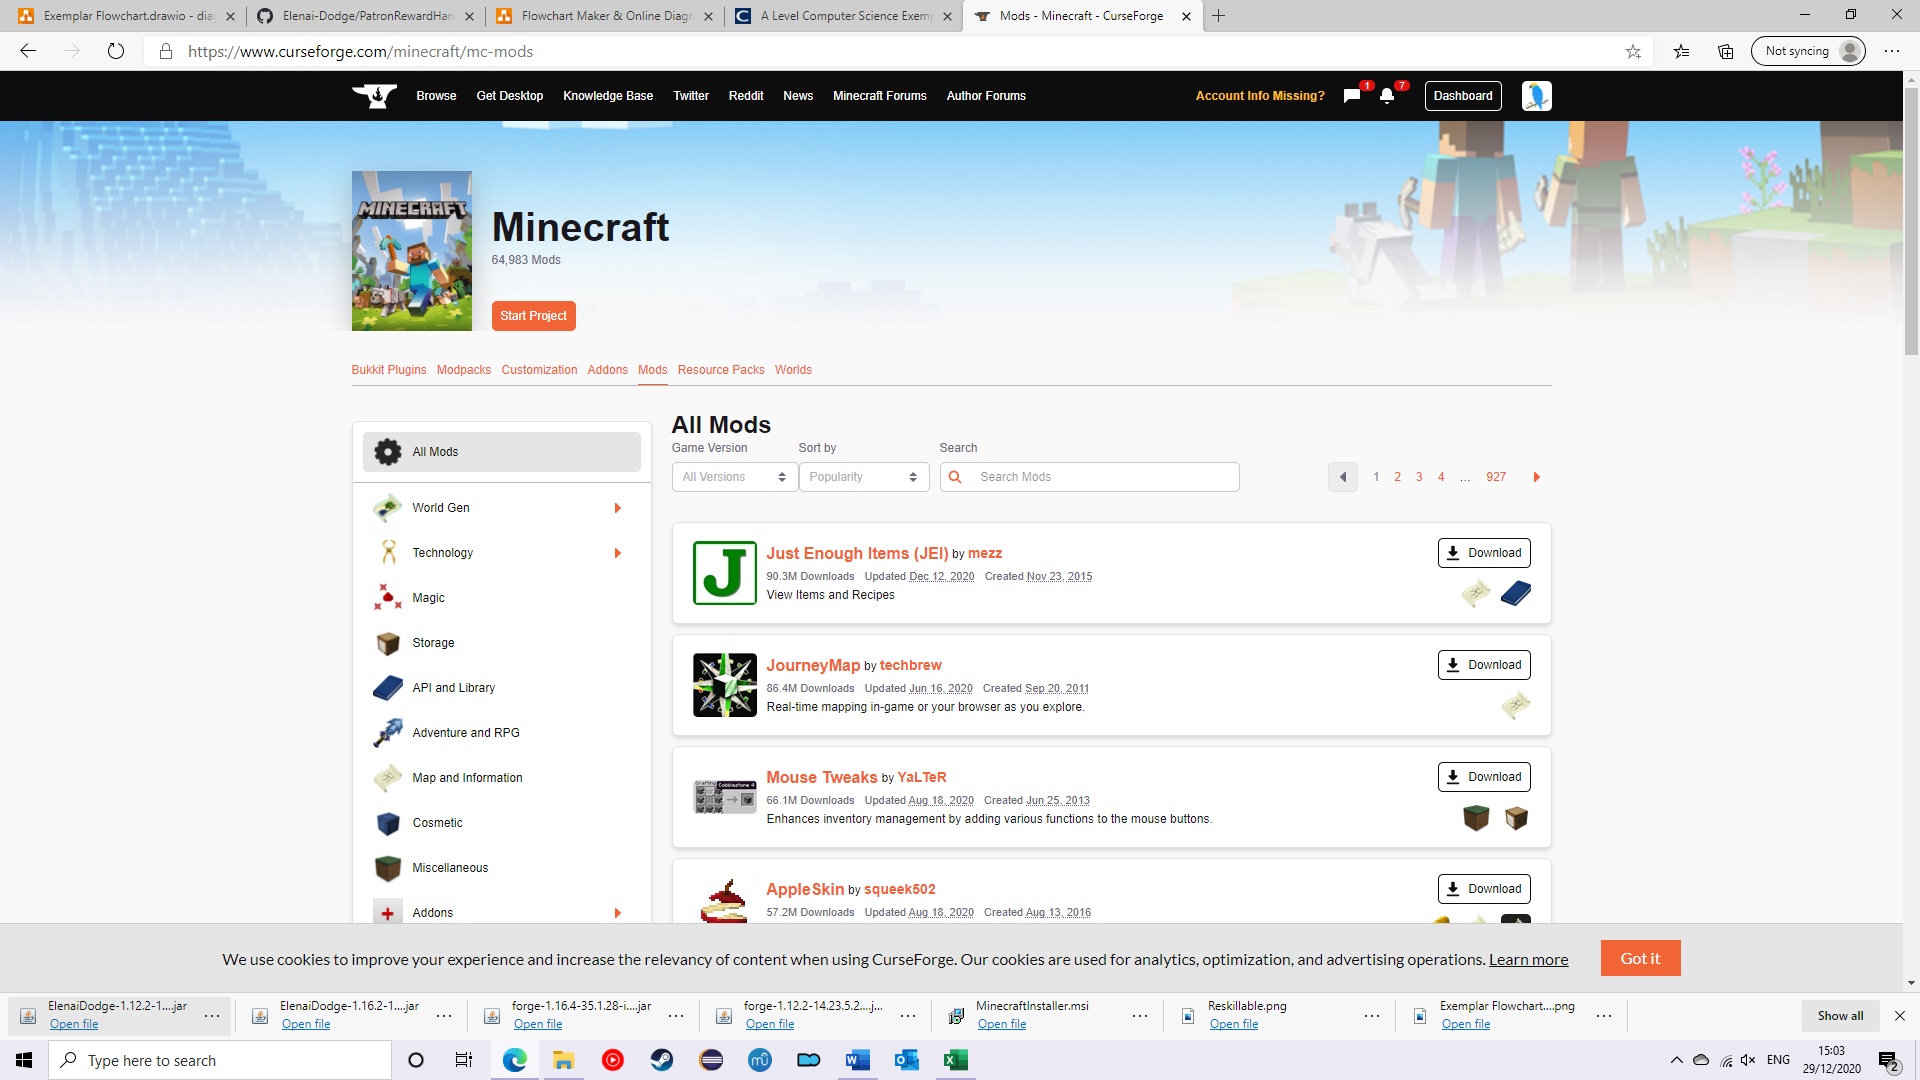 Exemplar Flowchart.drawio - dia
Elenai-Dodge/PatronRewardHan
Flowchart Maker & Online Diagr
A Level Computer Science Exemp
Mods - Minecraft - CurseForge
https://www.curseforge.com/minecraft/mc-mods
Not syncing
Browse
Get Desktop
Knowledge Base
Twitter
Reddit
News
Minecraft Forums
Author Forums
Account Info Missing?
1
7
Dashboard
MINECRAFT
Minecraft
64,983 Mods
Start Project
Bukkit Plugins
Modpacks
Customization
Addons
Mods
Resource Packs
Worlds
All Mods
World Gen
Technology
Magic
Storage
API and Library
Adventure and RPG
Map and Information
Cosmetic
Miscellaneous
Addons
All Mods
Game Version
Sort by
Search
All Versions
Popularity
Search Mods
1 2 3 4 ... 927
J
Just Enough Items (JEI) by mezz
90.3M Downloads Updated Dec 12, 2020 Created Nov 23, 2015
View Items and Recipes
Download
JourneyMap by techbrew
86.4M Downloads Updated Jun 16, 2020 Created Sep 20, 2011
Real-time mapping in-game or your browser as you explore.
Download
Crafting
Cobblestone 4
Mouse Tweaks by YaLTeR
66.1M Downloads Updated Aug 18, 2020 Created Jun 25, 2013
Enhances inventory management by adding various functions to the mouse buttons.
Download
AppleSkin by squeek502
57.2M Downloads Updated Aug 18, 2020 Created Aug 13, 2016
Download
We use cookies to improve your experience and increase the relevancy of content when using CurseForge. Our cookies are used for analytics, optimization, and advertising operations. Learn more
Got it
ElenaiDodge-1.12.2-1....jar
Open file
ElenaiDodge-1.16.2-1....jar
Open file
forge-1.16.4-35.1.28-i....jar
Open file
forge-1.12.2-14.23.5.2....j...
Open file
MinecraftInstaller.msi
Open file
Reskillable.png
Open file
Exemplar Flowchart....png
Open file
Show all
Type here to search
ENG
15:03
29/12/2020
2